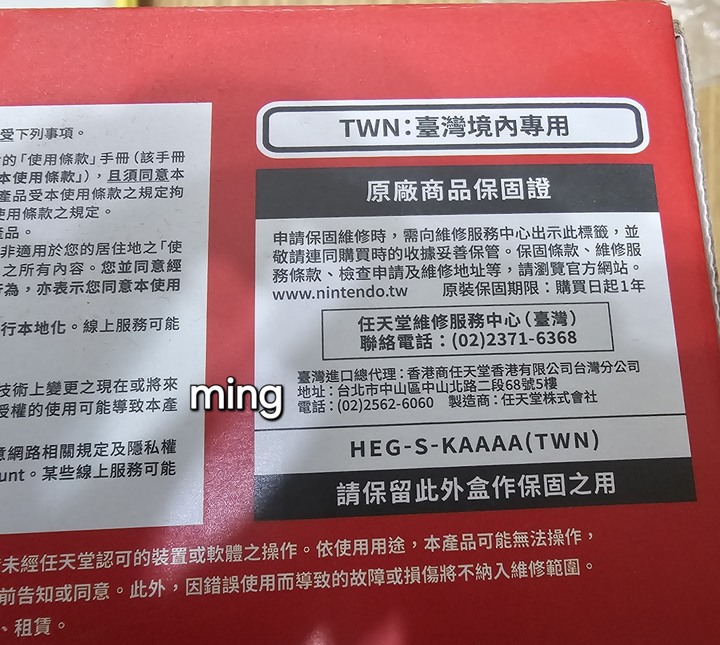 受下列事項。
的「使用條款」手冊(該手冊
本使用條款」),且須同意本
產品受本使用條款之規定拘
使用條款之規定。
產品。
非適用於您的居住地之「使
之所有內容。您並同意經
行為,亦表示您同意本使用
行本地化。線上服務可能
技術上變更之現在或將來
授權的使用可能導致本產
意網路相關規定及隱私權
unt。某些線上服務可能
TWN:臺灣境內專用
原廠商品保固證
申請保固維修時,需向維修服務中心出示此標籤,並
敬請連同購買時的收據妥善保管。保固條款、維修服
務條款、檢查申請及維修地址等,請瀏覽官方網站。
www.nintendo.tw 原裝保固期限:購買日起1年
任天堂維修服務中心(臺灣)
聯絡電話:(02)2371-6368
臺灣進口總代理:香港商任天堂香港有限公司台灣分公司
地址:台北市中山區中山北路二段68號5樓
電話:(02)2562-6060 製造商:任天堂株式會社
HEG-S-KAAAA(TWN)
請保留此外盒作保固之用
ming
未經任天堂認可的裝置或軟體之操作。依使用用途,本產品可能無法操作,
前告知或同意。此外,因錯誤使用而導致的故障或損傷將不納入維修範圍。
、租賃。